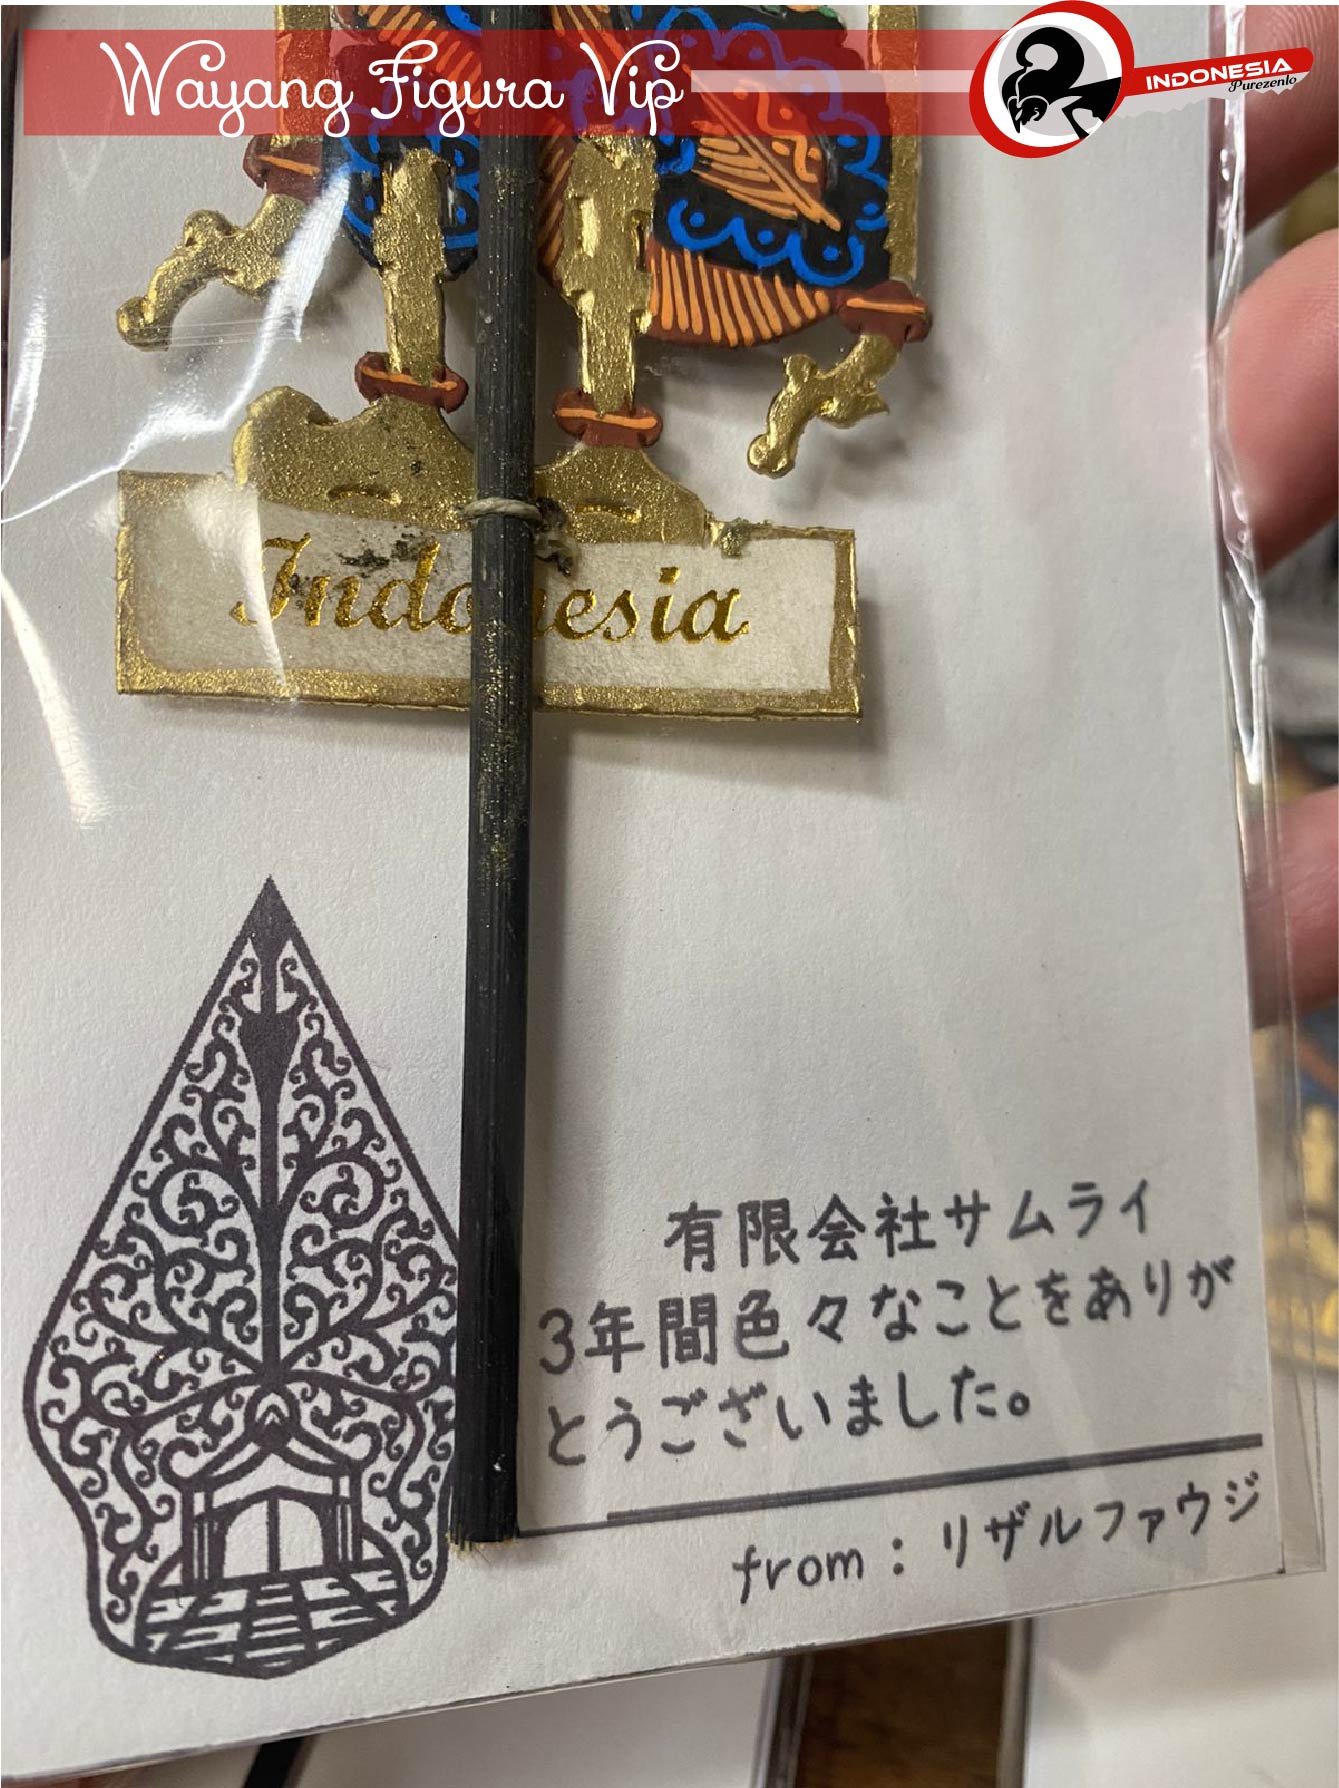 Wayang Figura Vip
INDONESIA
Purezento
Indonesia
有限会社サムライ
3年間色々なことをありが
とうございました。
from : リザルファウジ